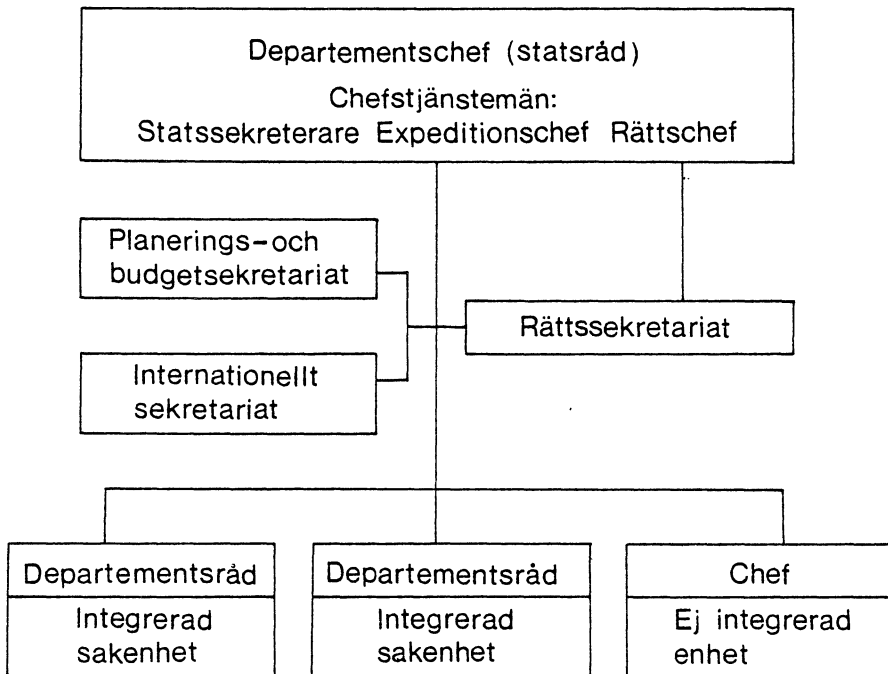 Departementschef (statsråd)
Chefstjänstemän:
Statssekreterare Expeditionschef Rättschef
Planerings-och
budgetsekretariat
Rättssekretariat
Internationellt
sekretariat
Departementsråd
Integrerad
sakenhet
Departementsråd
Integrerad
sakenhet
Chef
Ej integrerad
enhet